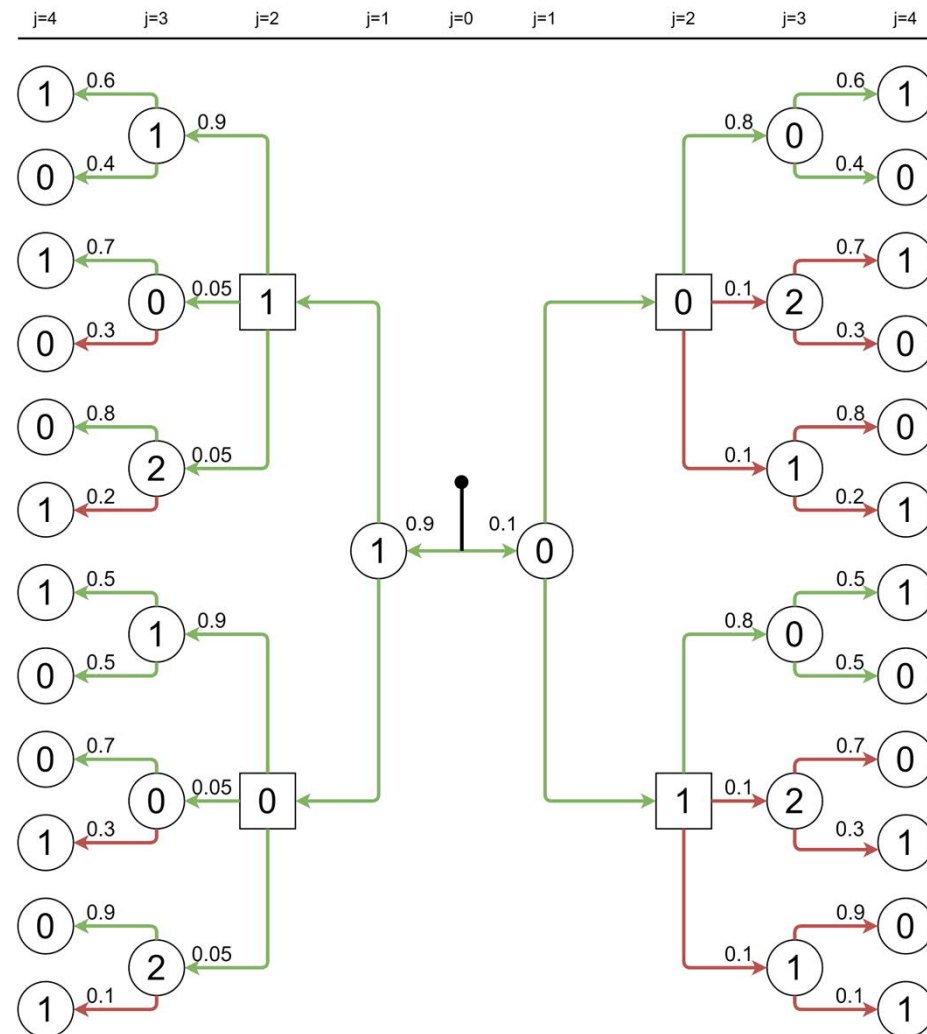 j=4 j=3 j=2 j=1 j=0 j=1 j=2 j=3 j=4
1 0.6 0.6 1
1 0.9 0.8 0
0 0.4 0.4 0
1 0.7 0.7 1
0 0.05 1 0 0.1 2
0 0.3 0.3 0
0 0.8 0.8 0
2 0.05 0.1 1
1 0.2 0.2 1
1 0.9 0.1 0
1 0.5 0.5 1
1 0.9 0.8 0
0 0.5 0.5 0
0 0.7 0.7 0
0 0.05 0 1 0.1 2
1 0.3 0.3 1
0 0.9 0.9 0
2 0.05 0.1 1
1 0.1 0.1 1